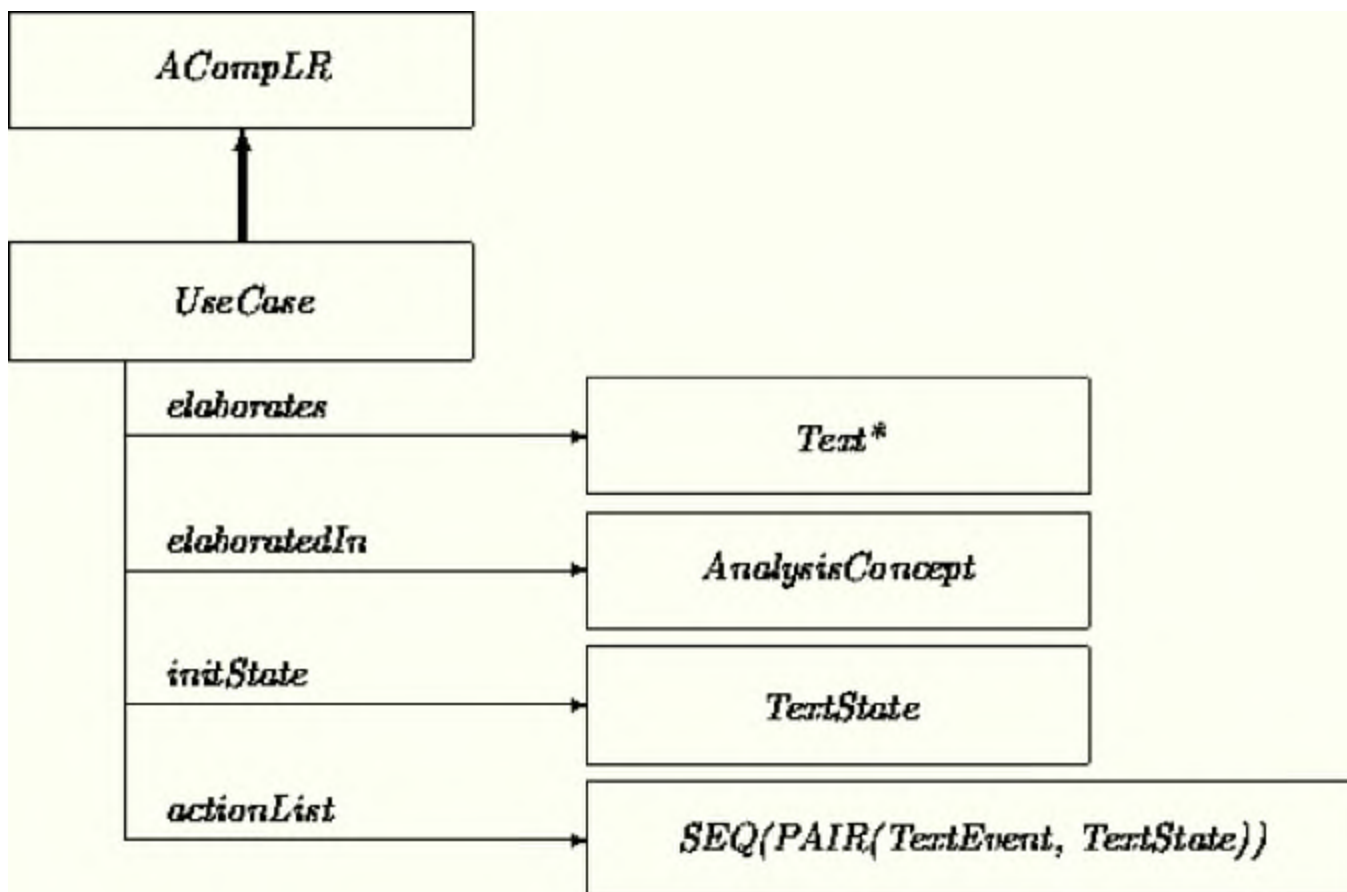 ACompLR
UseCase
elaborates
Text*
elaboratedIn
AnalysisConcept
initState
TextState
actionList
SEQ(PAIR(TextEvent, TextState))